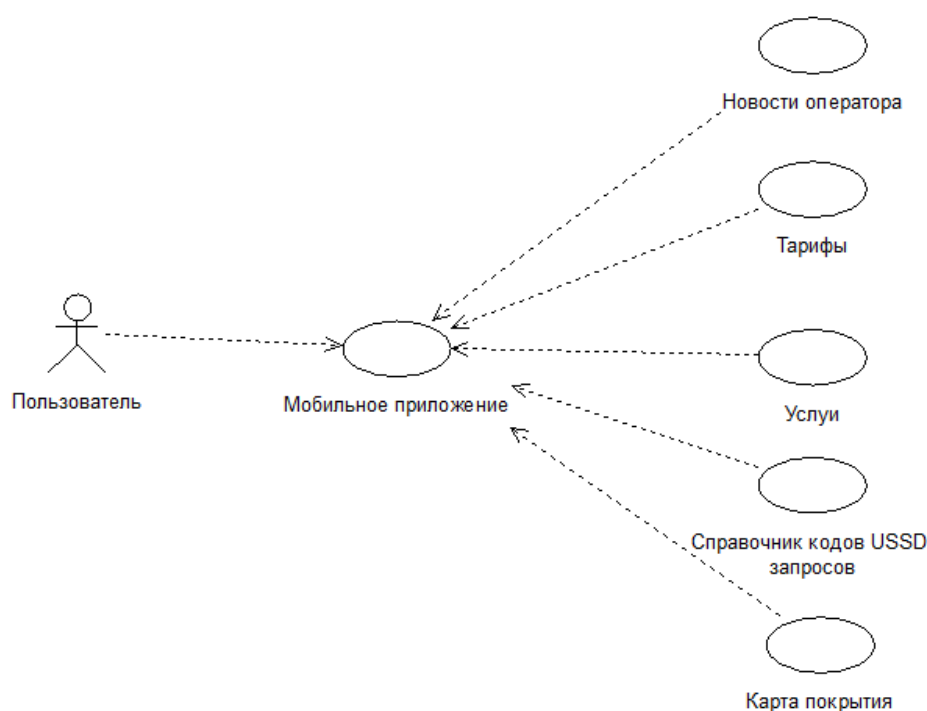 Новости оператора
Тарифы
Пользователь
Мобильное приложение
Услуи
Справочник кодов USSD
запросов
Карта покрытия